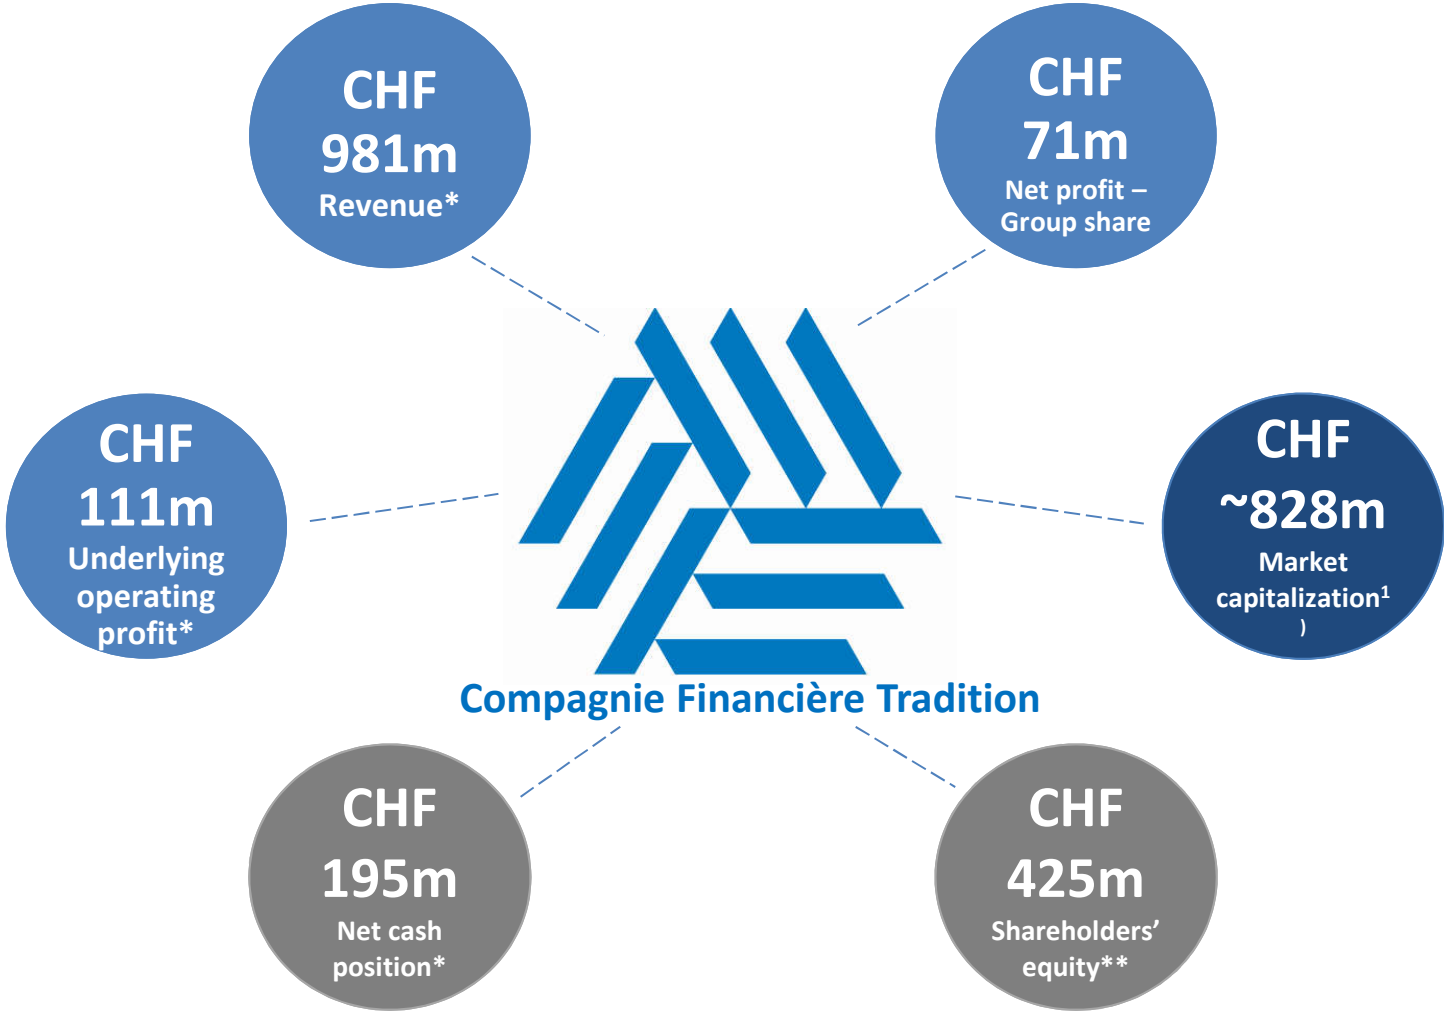 CHF
981m
Revenue*
CHF
71m
Net profit –
Group share
CHF
111m
Underlying
operating
profit*
CHF
~828m
Market
capitalization¹
)
Compagnie Financière Tradition
CHF
195m
Net cash
position*
CHF
425m
Shareholders’
equity**